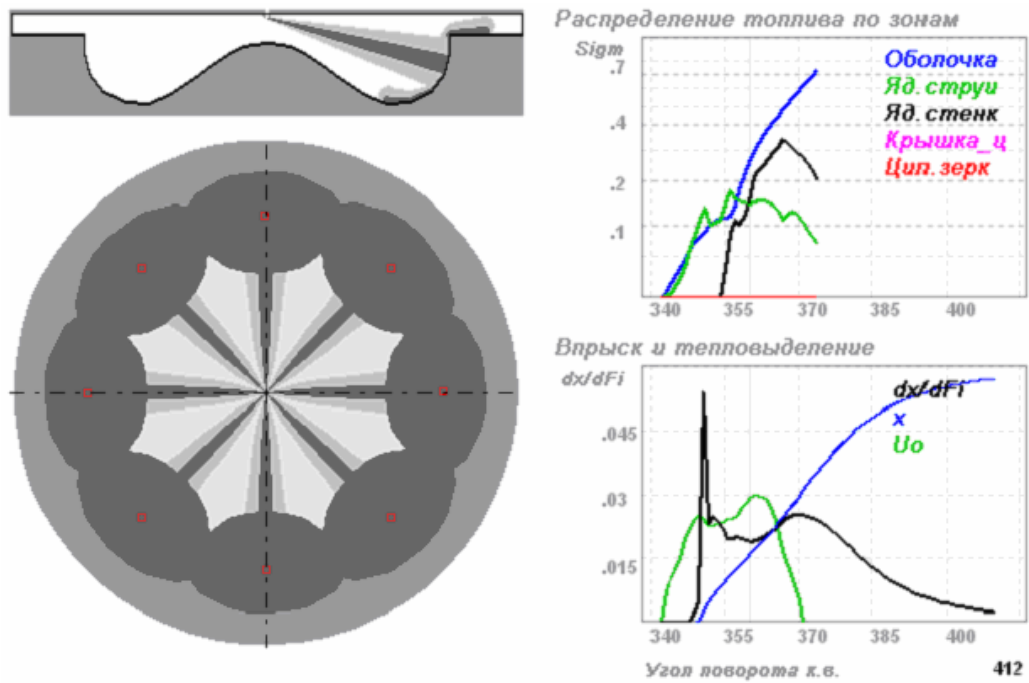 Распределение топлива по зонам
Sigm
.7
.4
.2
.1
Оболочка
Яд.струи
Яд.стенк
Крышка_ц
Цил.зерк
340 355 370 385 400
Впрыск и тепловыделение
dx/dFi
.045
.03
.015
dx/dFi
x
Uo
340 355 370 385 400
Угол поворота к.в. 412